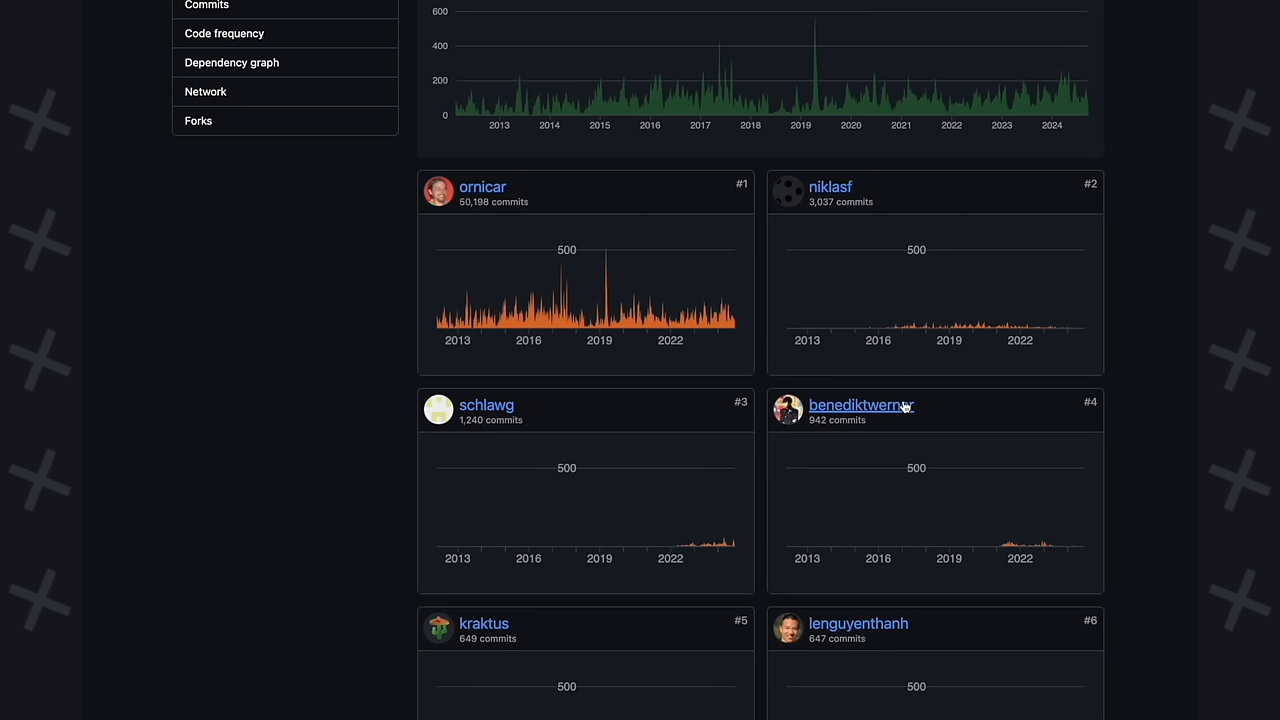 Commits
Code frequency
Dependency graph
Network
Forks
600
400
200
0
2013 2014 2015 2016 2017 2018 2019 2020 2021 2022 2023 2024
ornicar #1
50,198 commits
500
2013 2016 2019 2022
niklasf #2
3,037 commits
500
2013 2016 2019 2022
schlawg #3
1,240 commits
500
2013 2016 2019 2022
benediktwerner #4
942 commits
500
2013 2016 2019 2022
kraktus #5
649 commits
500
lenguyenthanh #6
647 commits
500